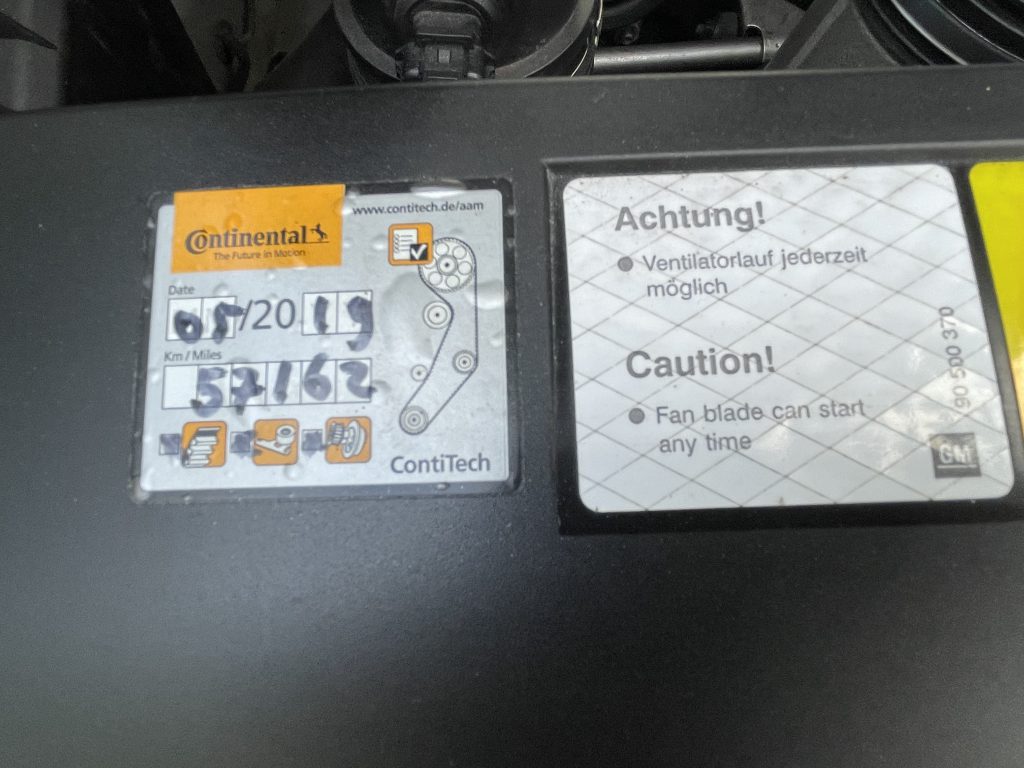 Continental
The Future in Motion
www.contitech.de/aam
Date
05/2019
Km/Miles
57162
ContiTech
Achtung!
● Ventilatorlauf jederzeit
möglich
Caution!
● Fan blade can start
any time
90 500 370
GM